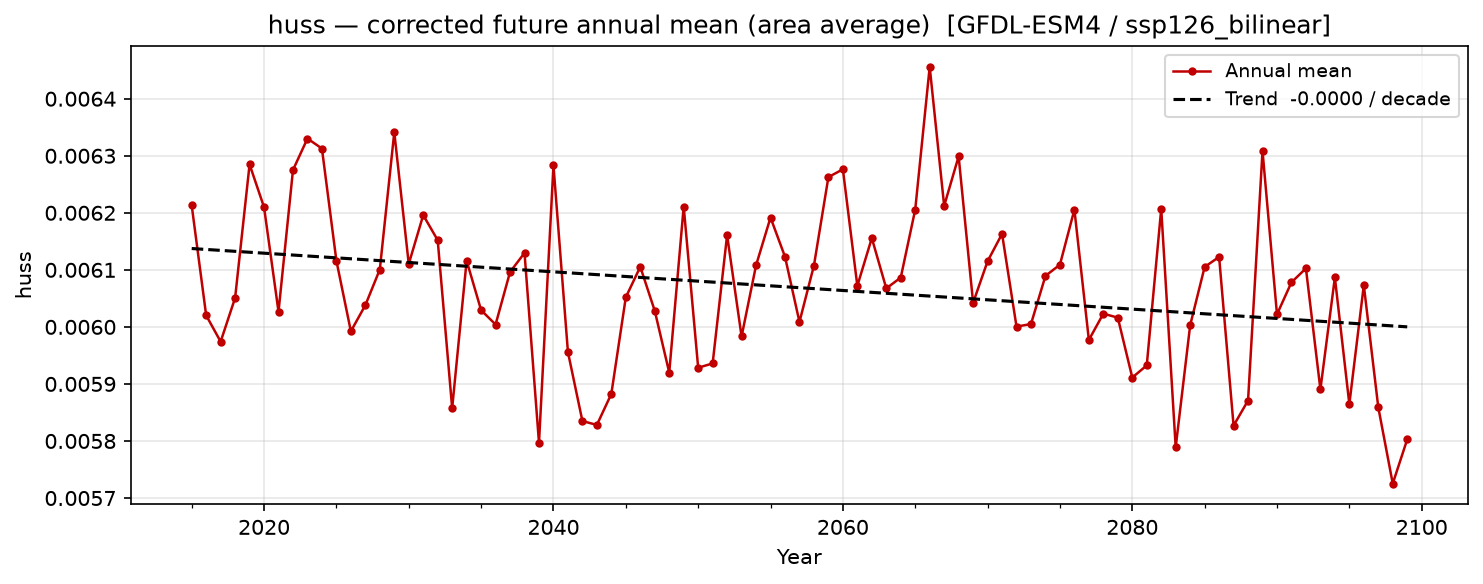 huss — corrected future annual mean (area average)  [GFDL-ESM4 / ssp126_bilinear]
Annual mean
Trend  -0.0000 / decade
huss
0.0064
0.0063
0.0062
0.0061
0.0060
0.0059
0.0058
0.0057
2020
2040
2060
2080
2100
Year